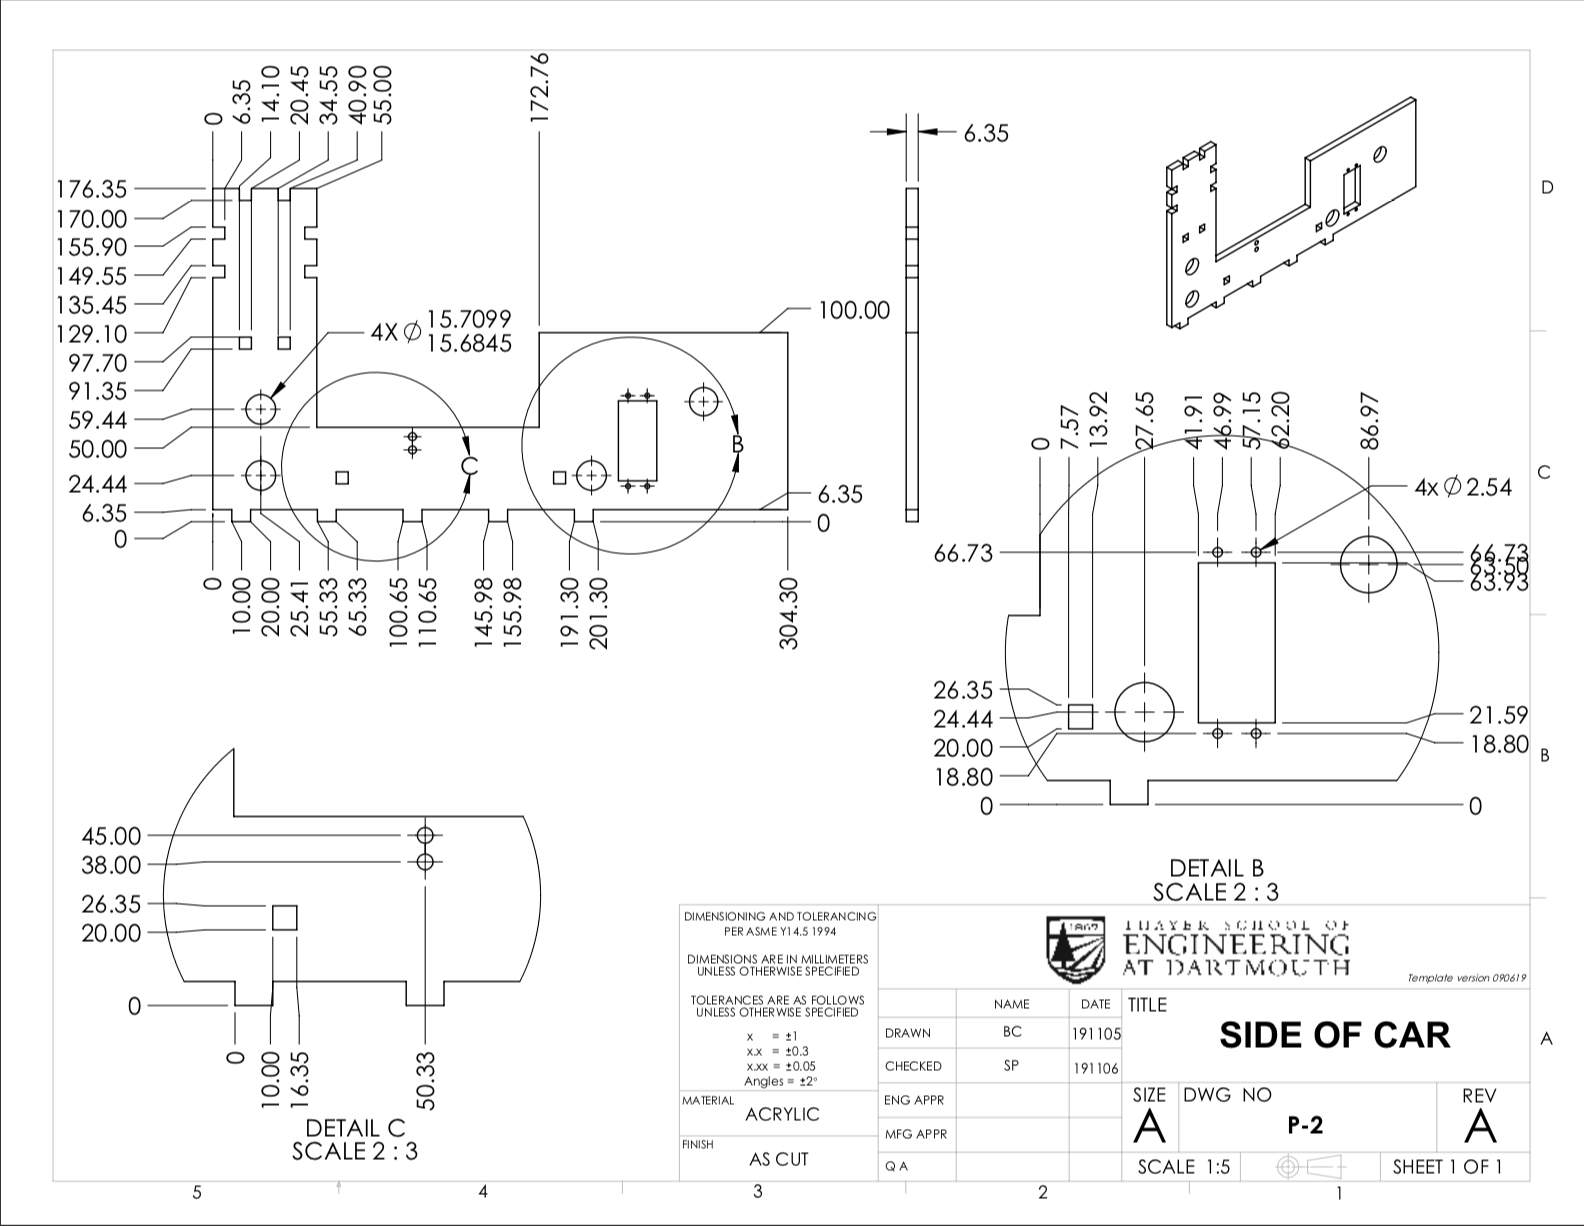 0
6.35
14.10
20.45
34.55
40.90
55.00
172.76
176.35
170.00
155.90
149.55
135.45
129.10
97.70
91.35
59.44
50.00
24.44
6.35
0
4X ∅ 15.7099
15.6845
C
B
100.00
6.35
0
0
10.00
20.00
25.41
55.33
65.33
100.65
110.65
145.98
155.98
191.30
201.30
304.30
6.35
D
C
B
A
0
7.57
13.92
27.65
41.91
46.99
57.15
62.20
86.97
4x ∅ 2.54
66.73
66.73
63.50
63.93
26.35
24.44
20.00
18.80
0
21.59
18.80
0
DETAIL B
SCALE 2 : 3
45.00
38.00
26.35
20.00
0
0
10.00
16.35
50.33
DETAIL C
SCALE 2 : 3
DIMENSIONING AND TOLERANCING
PER ASME Y14.5 1994
DIMENSIONS ARE IN MILLIMETERS
UNLESS OTHERWISE SPECIFIED
TOLERANCES ARE AS FOLLOWS
UNLESS OTHERWISE SPECIFIED
x = ±1
x.x = ±0.3
x.xx = ±0.05
Angles = ±2°
MATERIAL
ACRYLIC
FINISH
AS CUT
1867
THAYER SCHOOL OF
ENGINEERING
AT DARTMOUTH
Template version 090619
NAME DATE
DRAWN BC 191105
CHECKED SP 191106
ENG APPR
MFG APPR
Q A
TITLE
SIDE OF CAR
SIZE
A
DWG NO
P-2
REV
A
SCALE 1:5
SHEET 1 OF 1
5 4 3 2 1